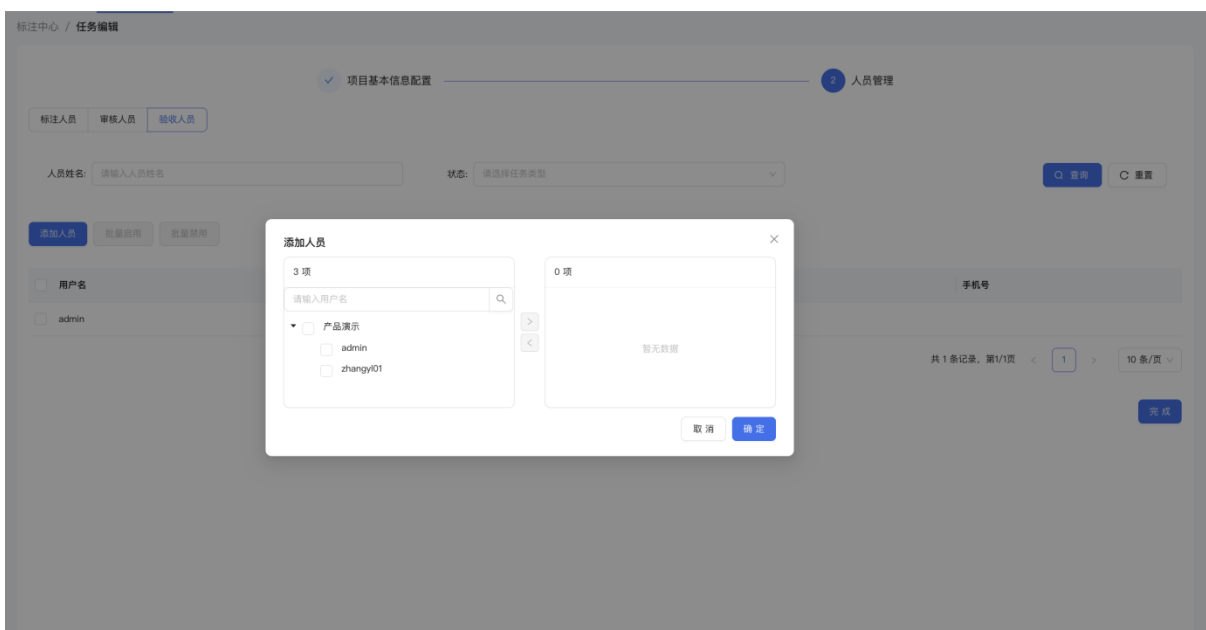 标注中心 / 任务编辑
项目基本信息配置
2 人员管理
标注人员 审核人员 验收人员
人员姓名: 请输入人员姓名 状态: 请选择任务类型 查询 重置
添加人员 批量启用 批量禁用
用户名 手机号
admin
共 1 条记录，第1/1页 < 1 > 10 条/页
完成
添加人员
3 项
请输入用户名
产品演示
admin
zhangyl01
0 项
暂无数据
取消 确定